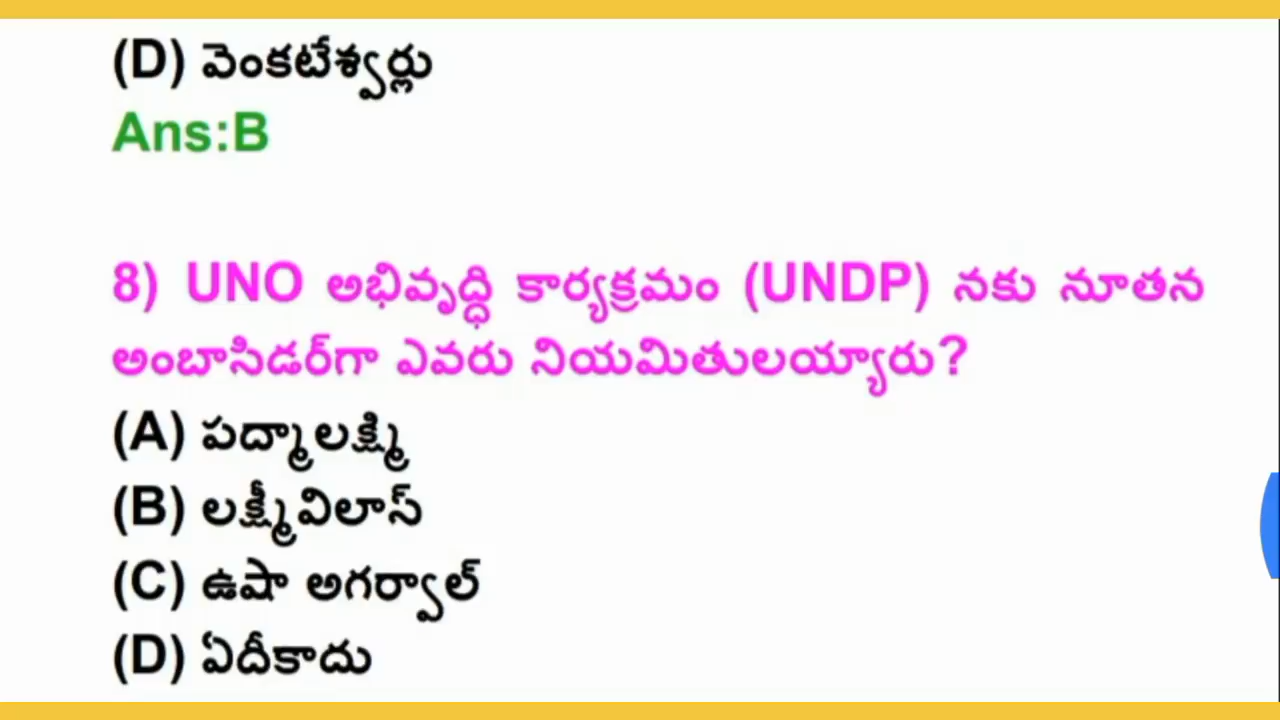 (D) వెంకటేశ్వర్లు
Ans:B
8) UNO అభివృద్ధి కార్యక్రమం (UNDP) నకు నూతన
అంబాసిడర్‌గా ఎవరు నియమితులయ్యారు?
(A) పద్మాలక్ష్మి
(B) లక్ష్మీవిలాస్
(C) ఉషా అగర్వాల్
(D) ఏదీకాదు